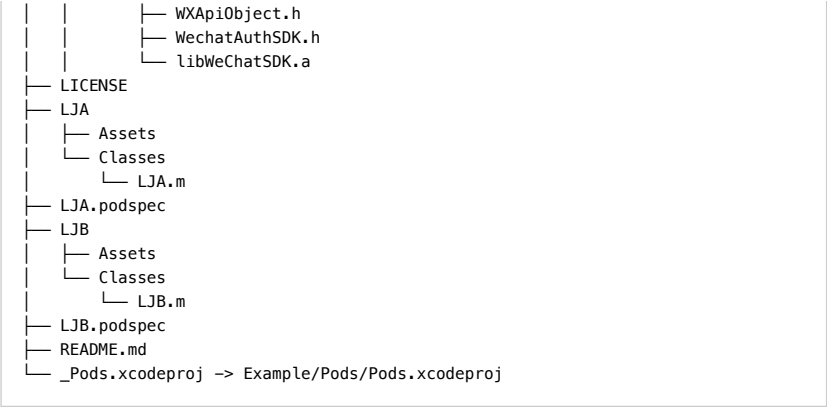 │   │       ├── WXApiObject.h
│   │       ├── WechatAuthSDK.h
│   │       └── libWeChatSDK.a
├── LICENSE
├── LJA
│   ├── Assets
│   └── Classes
│       └── LJA.m
├── LJA.podspec
├── LJB
│   ├── Assets
│   └── Classes
│       └── LJB.m
├── LJB.podspec
├── README.md
└── _Pods.xcodeproj -> Example/Pods/Pods.xcodeproj